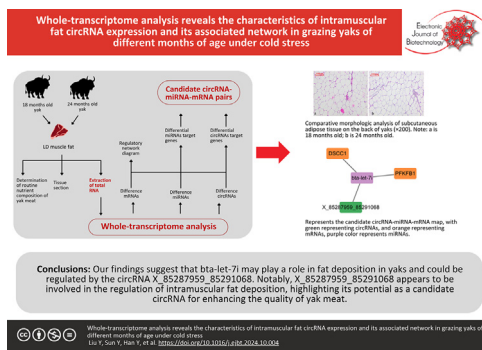 Whole-transcriptome analysis reveals the characteristics of intramuscular
fat circRNA expression and its associated network in grazing yaks of
different months of age under cold stress
Electronic
Journal of
Biotechnology
18 months old
yak
24 months old
yak
LD muscle fat
Determination
of routine
nutrient
composition of
yak meal
Tissue
section
Extraction
of total
RNA
Candidate circRNA-
miRNA-mRNA pairs
Regulatory
network
diagram
Differential
miRNAs target
genes
Differential
circRNAs target
genes
Difference
mRNAs
Difference
miRNAs
Difference
circRNAs
Whole-transcriptome analysis
Comparative morphologic analysis of subcutaneous
adipose tissue on the back of yaks (×200). Note: a is
18 months old; b is 24 months old.
DSCC1
bta-let-7i
PFKFB1
X_85287959_85291068
Represents the candidate circRNA-miRNA-mRNA map, with
green representing circRNAs, and orange representing
mRNAs, purple color represents miRNAs.
Conclusions: Our findings suggest that bta-let-7i may play a role in fat deposition in yaks and could be
regulated by the circRNA X_85287959_85291068. Notably, X_85287959_85291068 appears to
be involved in the regulation of intramuscular fat deposition, highlighting its potential as a candidate
circRNA for enhancing the quality of yak meat.
Whole-transcriptome analysis reveals the characteristics of intramuscular fat circRNA expression and its associated network in grazing yaks of
different months of age under cold stress
Liu Y, Sun Y, Han Y, et al. https://doi.org/10.1016/j.ejbt.2024.10.004